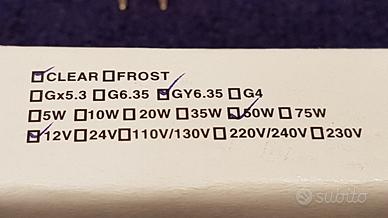 ☑CLEAR ☐FROST
☐Gx5.3 ☐G6.35 ☑GY6.35 ☐G4
☐5W ☐10W ☐20W ☐35W ☑50W ☐75W
☑12V ☐24V ☐110V/130V ☐220V/240V ☐230V
subito